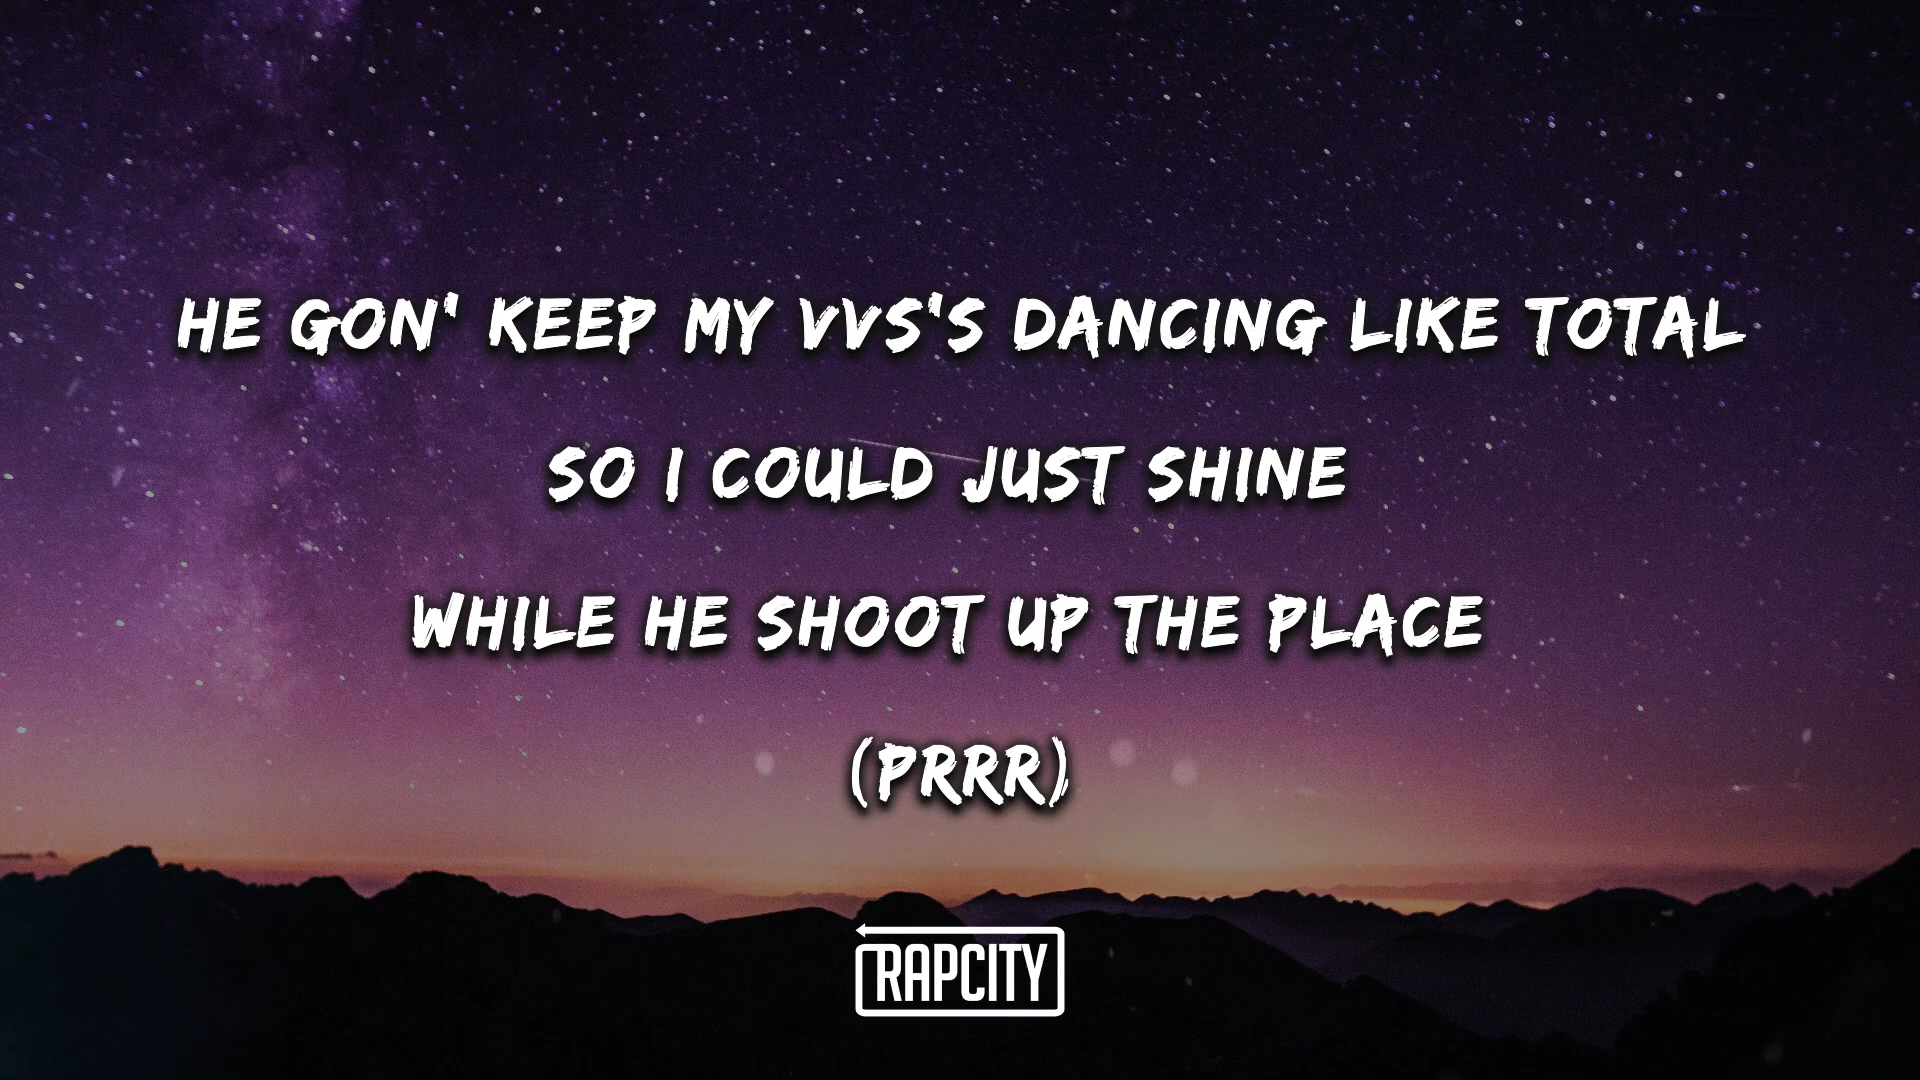 HE GON' KEEP MY VVS'S DANCING LIKE TOTAL
SO I COULD JUST SHINE
WHILE HE SHOOT UP THE PLACE
(PRRR)
RAPCITY